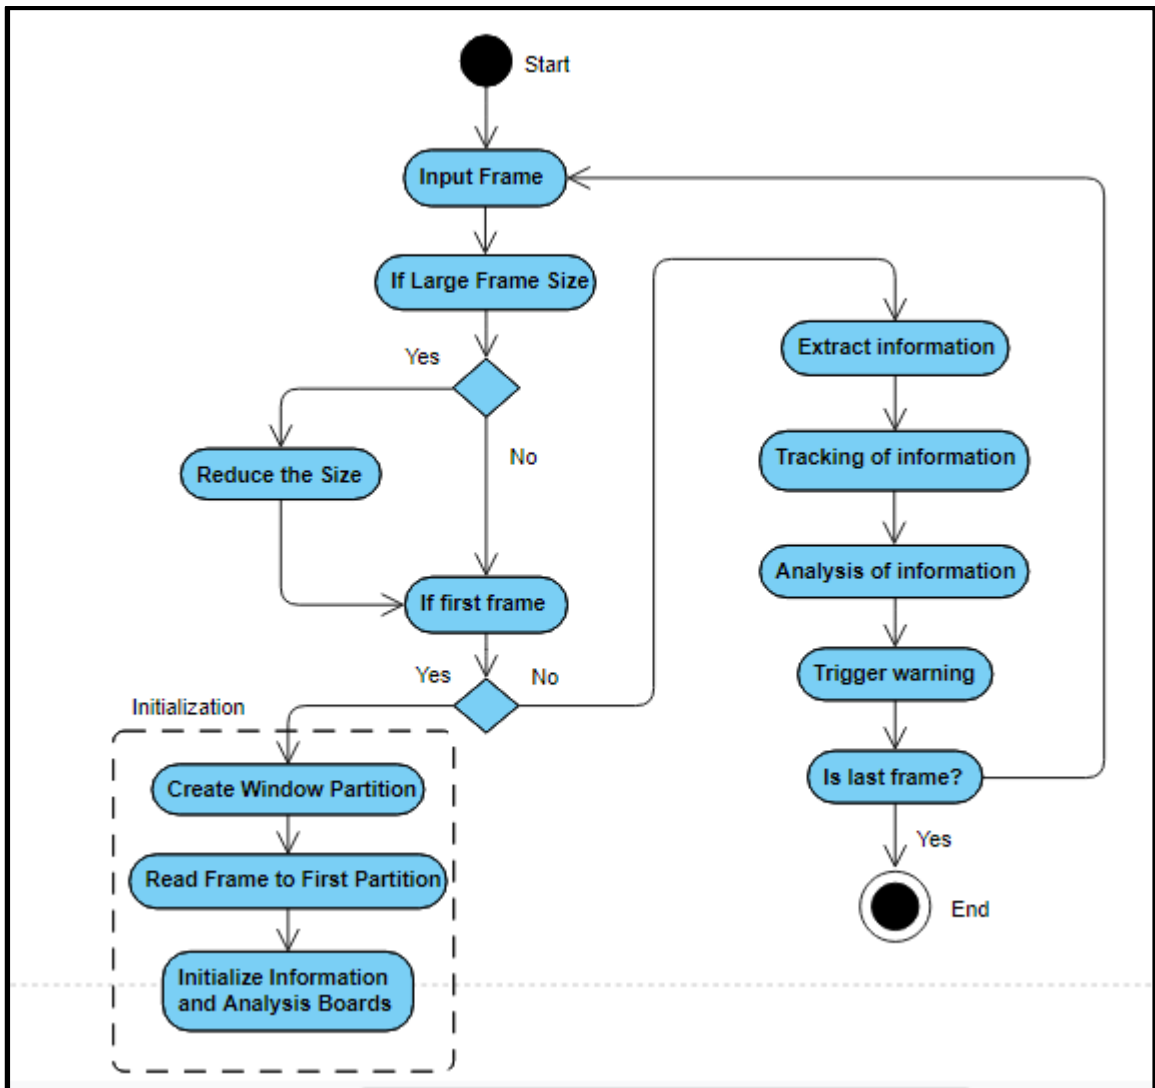 Start
Input Frame
If Large Frame Size
Yes
No
Reduce the Size
If first frame
Yes
No
Initialization
Create Window Partition
Read Frame to First Partition
Initialize Information
and Analysis Boards
Extract information
Tracking of information
Analysis of information
Trigger warning
Is last frame?
Yes
End